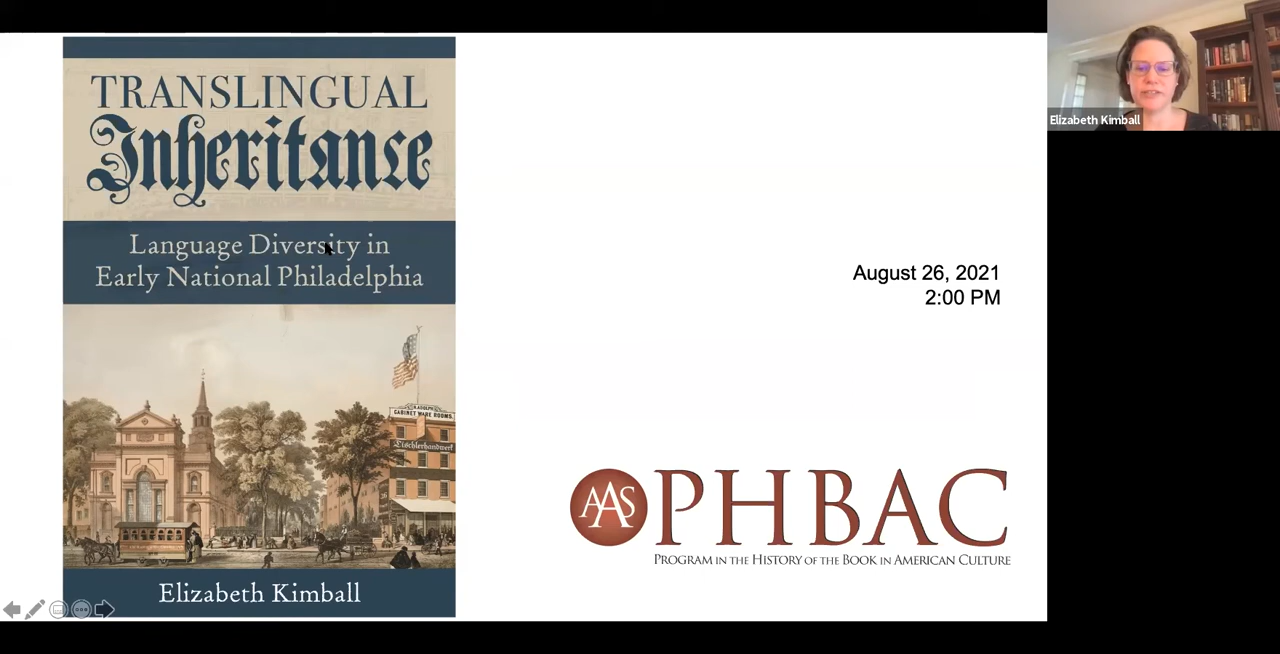 TRANSLINGUAL
Inheritance
Language Diversity in
Early National Philadelphia
CABINET WARE ROOMS.
Tischlerhandwerk
Elizabeth Kimball
August 26, 2021
2:00 PM
AAS PHBAC
PROGRAM IN THE HISTORY OF THE BOOK IN AMERICAN CULTURE
Elizabeth Kimball